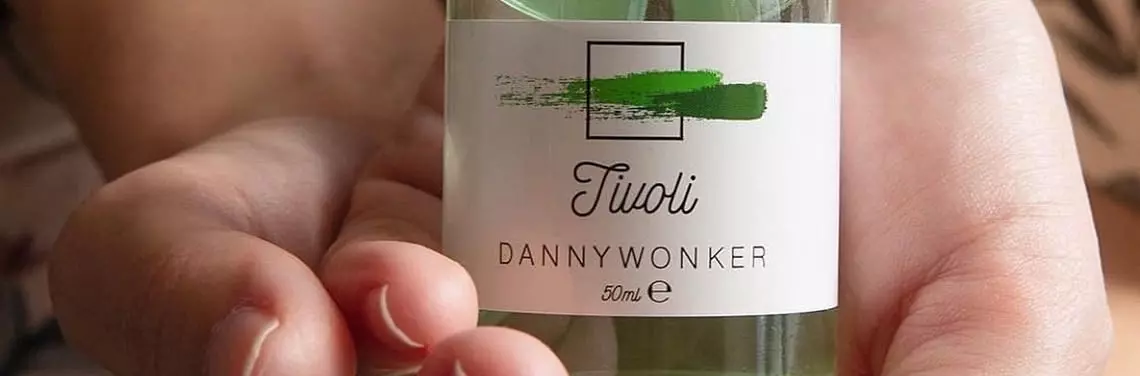 Tivoli
DANNYWONKER
50ml ℮